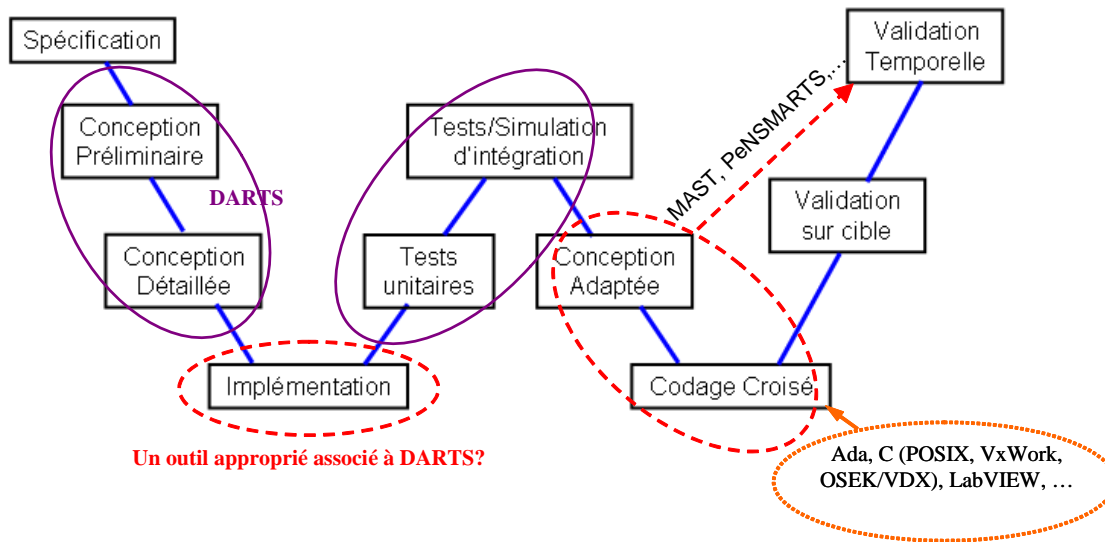 Spécification
Conception
Préliminaire
DARTS
Conception
Détaillée
Implémentation
Un outil approprié associé à DARTS?
Tests/Simulation
d'intégration
Tests
unitaires
Conception
Adaptée
MAST, PeNSMARTS,…
Codage Croisé
Validation
Temporelle
Validation
sur cible
Ada, C (POSIX, VxWork,
OSEK/VDX), LabVIEW, …